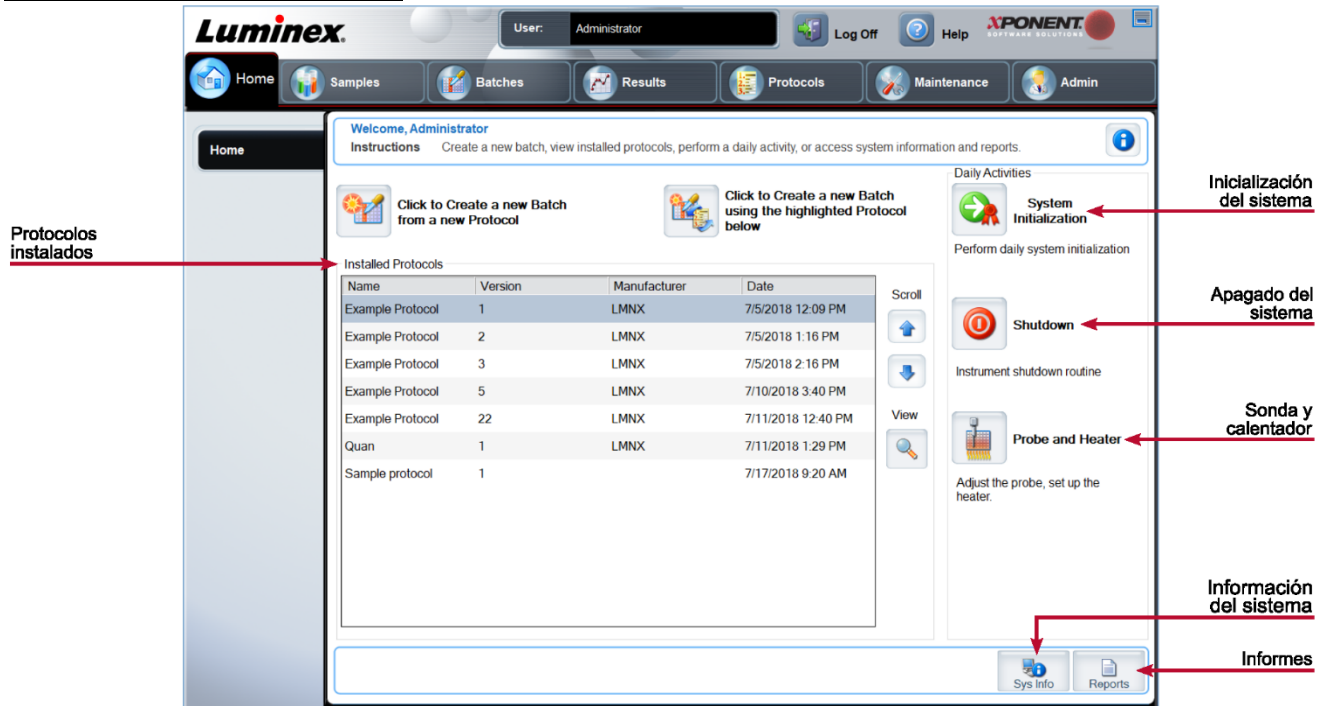 Luminex.
User: Administrator
Log Off
Help
XPONENT.
SOFTWARE SOLUTIONS
Home
Samples
Batches
Results
Protocols
Maintenance
Admin
Home
Welcome, Administrator
Instructions Create a new batch, view installed protocols, perform a daily activity, or access system information and reports.
Click to Create a new Batch
from a new Protocol
Click to Create a new Batch
using the highlighted Protocol
below
Installed Protocols
Name Version Manufacturer Date
Example Protocol 1 LMNX 7/5/2018 12:09 PM
Example Protocol 2 LMNX 7/5/2018 1:16 PM
Example Protocol 3 LMNX 7/5/2018 2:16 PM
Example Protocol 5 LMNX 7/10/2018 3:40 PM
Example Protocol 22 LMNX 7/11/2018 12:40 PM
Quan 1 LMNX 7/11/2018 1:29 PM
Sample protocol 1 7/17/2018 9:20 AM
Scroll
View
Daily Activities
System
Initialization
Perform daily system initialization
Shutdown
Instrument shutdown routine
Probe and Heater
Adjust the probe, set up the
heater.
Sys Info
Reports
Protocolos
instalados
Inicialización
del sistema
Apagado del
sistema
Sonda y
calentador
Información
del sistema
Informes